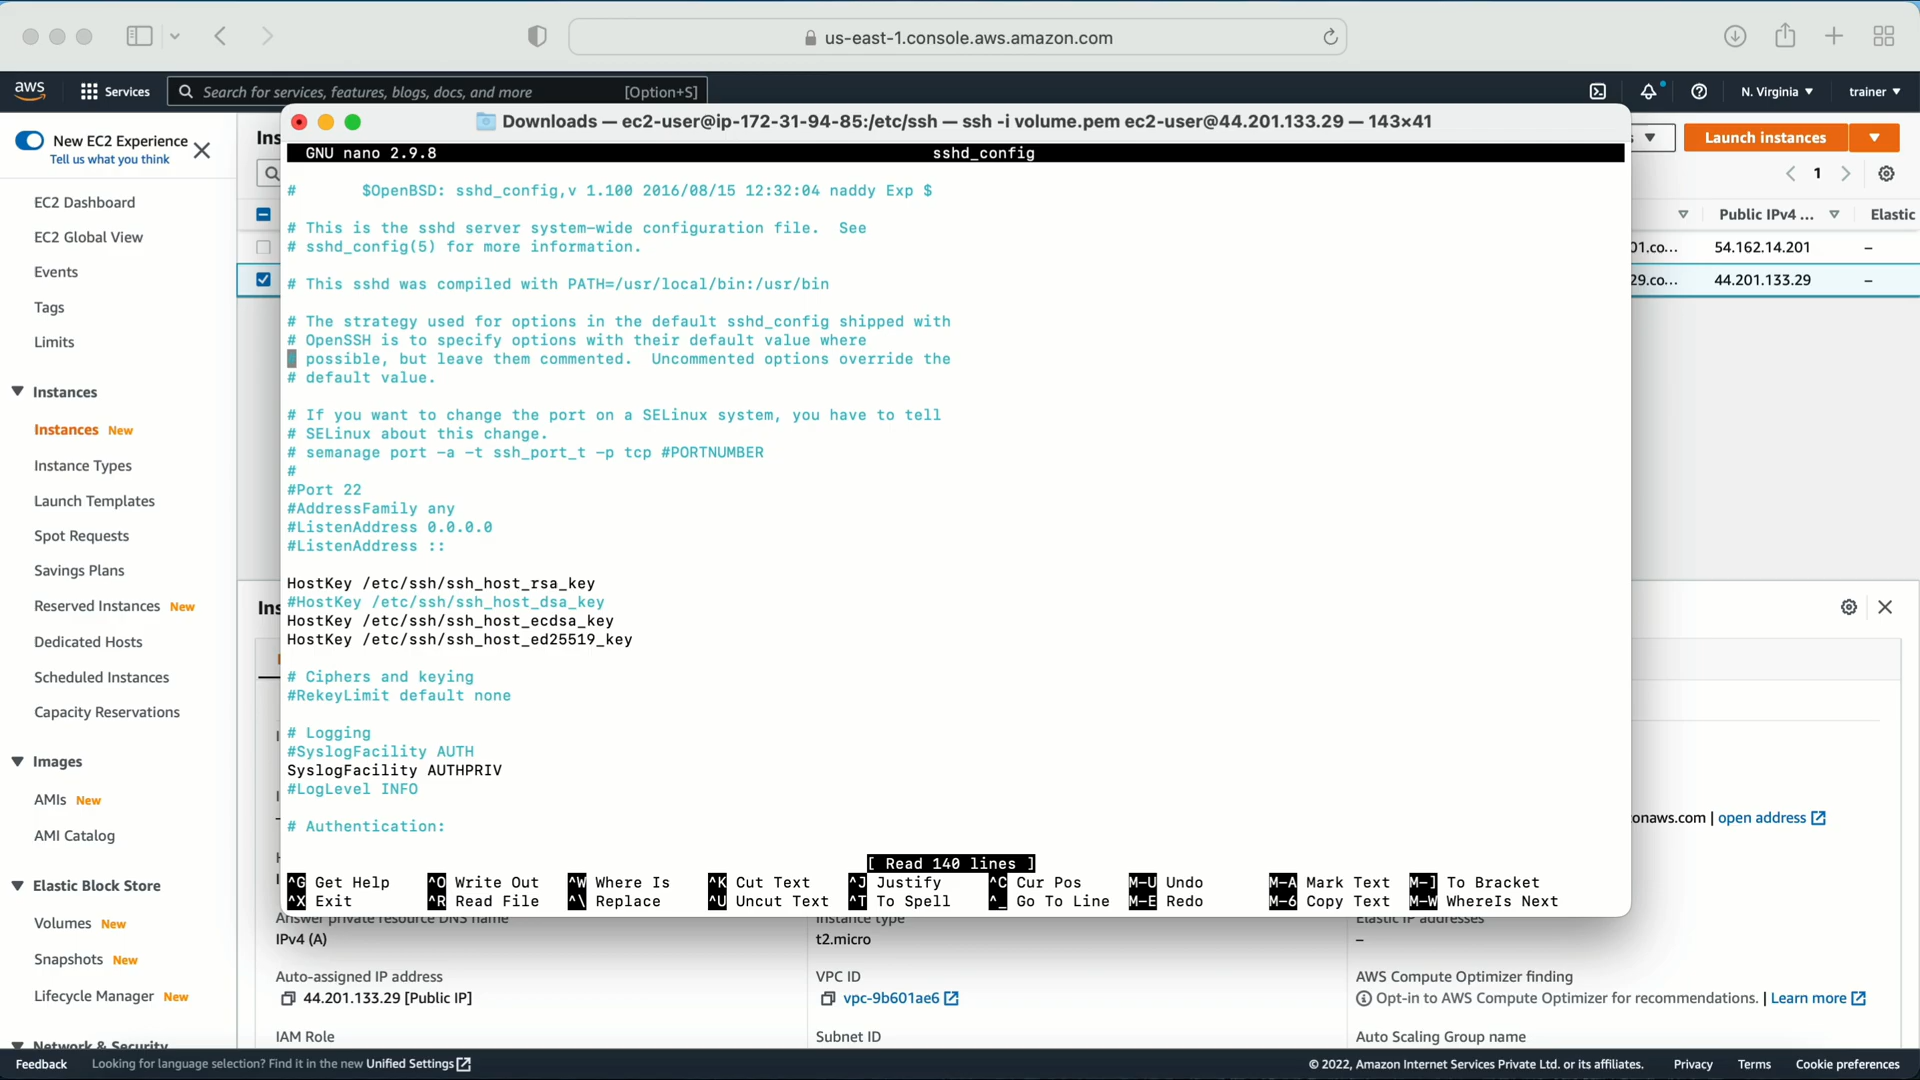 us-east-1.console.aws.amazon.com
aws
Services
Search for services, features, blogs, docs, and more
[Option+S]
N. Virginia
trainer
New EC2 Experience
Tell us what you think
EC2 Dashboard
EC2 Global View
Events
Tags
Limits
Instances
Instances New
Instance Types
Launch Templates
Spot Requests
Savings Plans
Reserved Instances New
Dedicated Hosts
Scheduled Instances
Capacity Reservations
Images
AMIs New
AMI Catalog
Elastic Block Store
Volumes New
Snapshots New
Lifecycle Manager New
Network & Security
Ins
Launch instances
1
Public IPv4 ...
Elastic
01.co...
54.162.14.201
–
29.co...
44.201.133.29
–
Downloads — ec2-user@ip-172-31-94-85:/etc/ssh — ssh -i volume.pem ec2-user@44.201.133.29 — 143×41
GNU nano 2.9.8
sshd_config
# $OpenBSD: sshd_config,v 1.100 2016/08/15 12:32:04 naddy Exp $
# This is the sshd server system-wide configuration file. See
# sshd_config(5) for more information.
# This sshd was compiled with PATH=/usr/local/bin:/usr/bin
# The strategy used for options in the default sshd_config shipped with
# OpenSSH is to specify options with their default value where
# possible, but leave them commented. Uncommented options override the
# default value.
# If you want to change the port on a SELinux system, you have to tell
# SELinux about this change.
# semanage port -a -t ssh_port_t -p tcp #PORTNUMBER
#
#Port 22
#AddressFamily any
#ListenAddress 0.0.0.0
#ListenAddress ::
HostKey /etc/ssh/ssh_host_rsa_key
#HostKey /etc/ssh/ssh_host_dsa_key
HostKey /etc/ssh/ssh_host_ecdsa_key
HostKey /etc/ssh/ssh_host_ed25519_key
# Ciphers and keying
#RekeyLimit default none
# Logging
#SyslogFacility AUTH
SyslogFacility AUTHPRIV
#LogLevel INFO
# Authentication:
[ Read 140 lines ]
^G Get Help ^O Write Out ^W Where Is ^K Cut Text ^J Justify ^C Cur Pos M-U Undo M-A Mark Text M-] To Bracket
^X Exit ^R Read File ^\ Replace ^U Uncut Text ^T To Spell ^_ Go To Line M-E Redo M-6 Copy Text M-W WhereIs Next
Ins
onaws.com | open address
Answer private resource DNS name
IPv4 (A)
Instance type
t2.micro
Elastic IP addresses
–
Auto-assigned IP address
44.201.133.29 [Public IP]
VPC ID
vpc-9b601ae6
AWS Compute Optimizer finding
Opt-in to AWS Compute Optimizer for recommendations. | Learn more
IAM Role
Subnet ID
Auto Scaling Group name
Feedback
Looking for language selection? Find it in the new Unified Settings
© 2022, Amazon Internet Services Private Ltd. or its affiliates.
Privacy
Terms
Cookie preferences